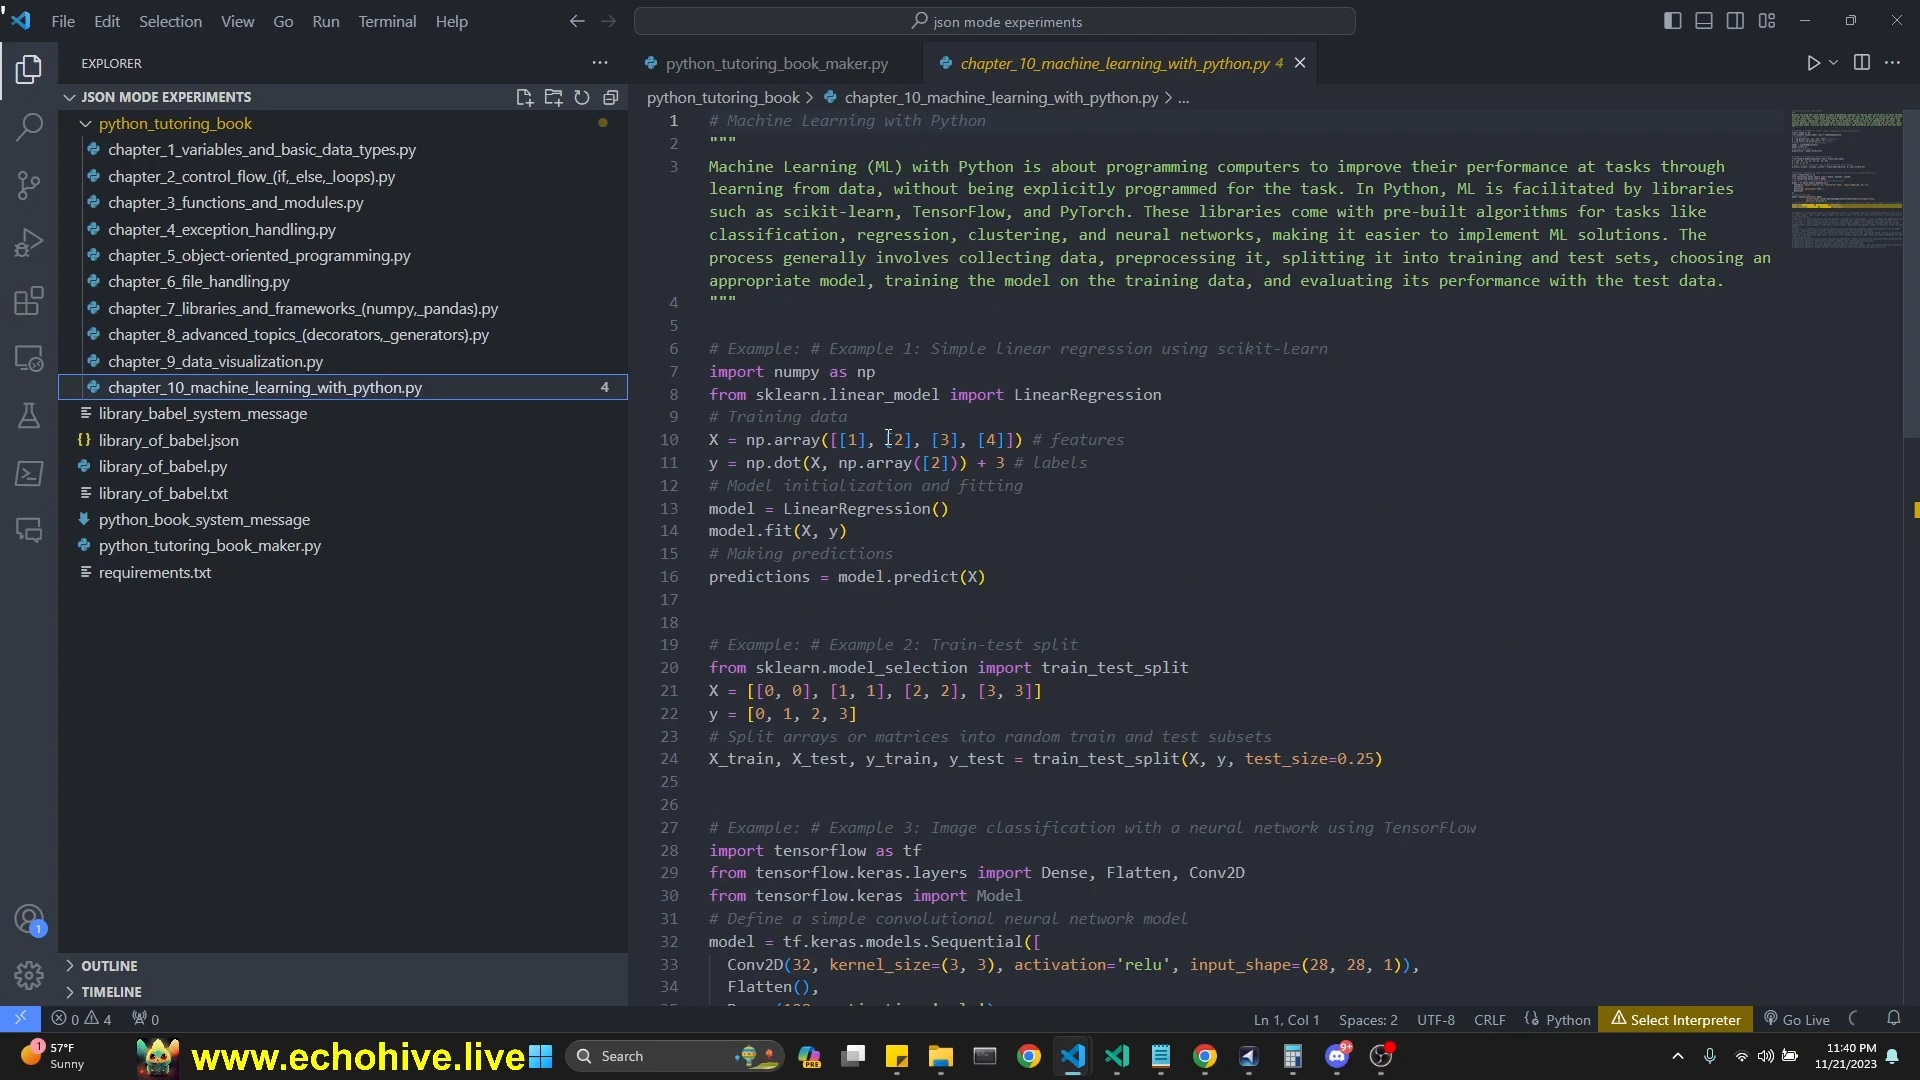 File Edit Selection View Go Run Terminal Help
json mode experiments
EXPLORER
JSON MODE EXPERIMENTS
python_tutoring_book
chapter_1_variables_and_basic_data_types.py
chapter_2_control_flow_(if,_else,_loops).py
chapter_3_functions_and_modules.py
chapter_4_exception_handling.py
chapter_5_object-oriented_programming.py
chapter_6_file_handling.py
chapter_7_libraries_and_frameworks_(numpy,_pandas).py
chapter_8_advanced_topics_(decorators,_generators).py
chapter_9_data_visualization.py
chapter_10_machine_learning_with_python.py 4
library_babel_system_message
library_of_babel.json
library_of_babel.py
library_of_babel.txt
python_book_system_message
python_tutoring_book_maker.py
requirements.txt
OUTLINE
TIMELINE
python_tutoring_book_maker.py
chapter_10_machine_learning_with_python.py 4
python_tutoring_book > chapter_10_machine_learning_with_python.py > ...
1 # Machine Learning with Python
2 """
3 Machine Learning (ML) with Python is about programming computers to improve their performance at tasks through
learning from data, without being explicitly programmed for the task. In Python, ML is facilitated by libraries
such as scikit-learn, TensorFlow, and PyTorch. These libraries come with pre-built algorithms for tasks like
classification, regression, clustering, and neural networks, making it easier to implement ML solutions. The
process generally involves collecting data, preprocessing it, splitting it into training and test sets, choosing an
appropriate model, training the model on the training data, and evaluating its performance with the test data.
4 """
5
6 # Example: # Example 1: Simple linear regression using scikit-learn
7 import numpy as np
8 from sklearn.linear_model import LinearRegression
9 # Training data
10 X = np.array([[1], [2], [3], [4]]) # features
11 y = np.dot(X, np.array([2])) + 3 # labels
12 # Model initialization and fitting
13 model = LinearRegression()
14 model.fit(X, y)
15 # Making predictions
16 predictions = model.predict(X)
17
18
19 # Example: # Example 2: Train-test split
20 from sklearn.model_selection import train_test_split
21 X = [[0, 0], [1, 1], [2, 2], [3, 3]]
22 y = [0, 1, 2, 3]
23 # Split arrays or matrices into random train and test subsets
24 X_train, X_test, y_train, y_test = train_test_split(X, y, test_size=0.25)
25
26
27 # Example: # Example 3: Image classification with a neural network using TensorFlow
28 import tensorflow as tf
29 from tensorflow.keras.layers import Dense, Flatten, Conv2D
30 from tensorflow.keras import Model
31 # Define a simple convolutional neural network model
32 model = tf.keras.models.Sequential([
33 Conv2D(32, kernel_size=(3, 3), activation='relu', input_shape=(28, 28, 1)),
34 Flatten(),
1
0 4 0
Ln 1, Col 1 Spaces: 2 UTF-8 CRLF Python Select Interpreter Go Live
1 57°F
Sunny
www.echohive.live
Search
PRE
9+
11:40 PM
11/21/2023